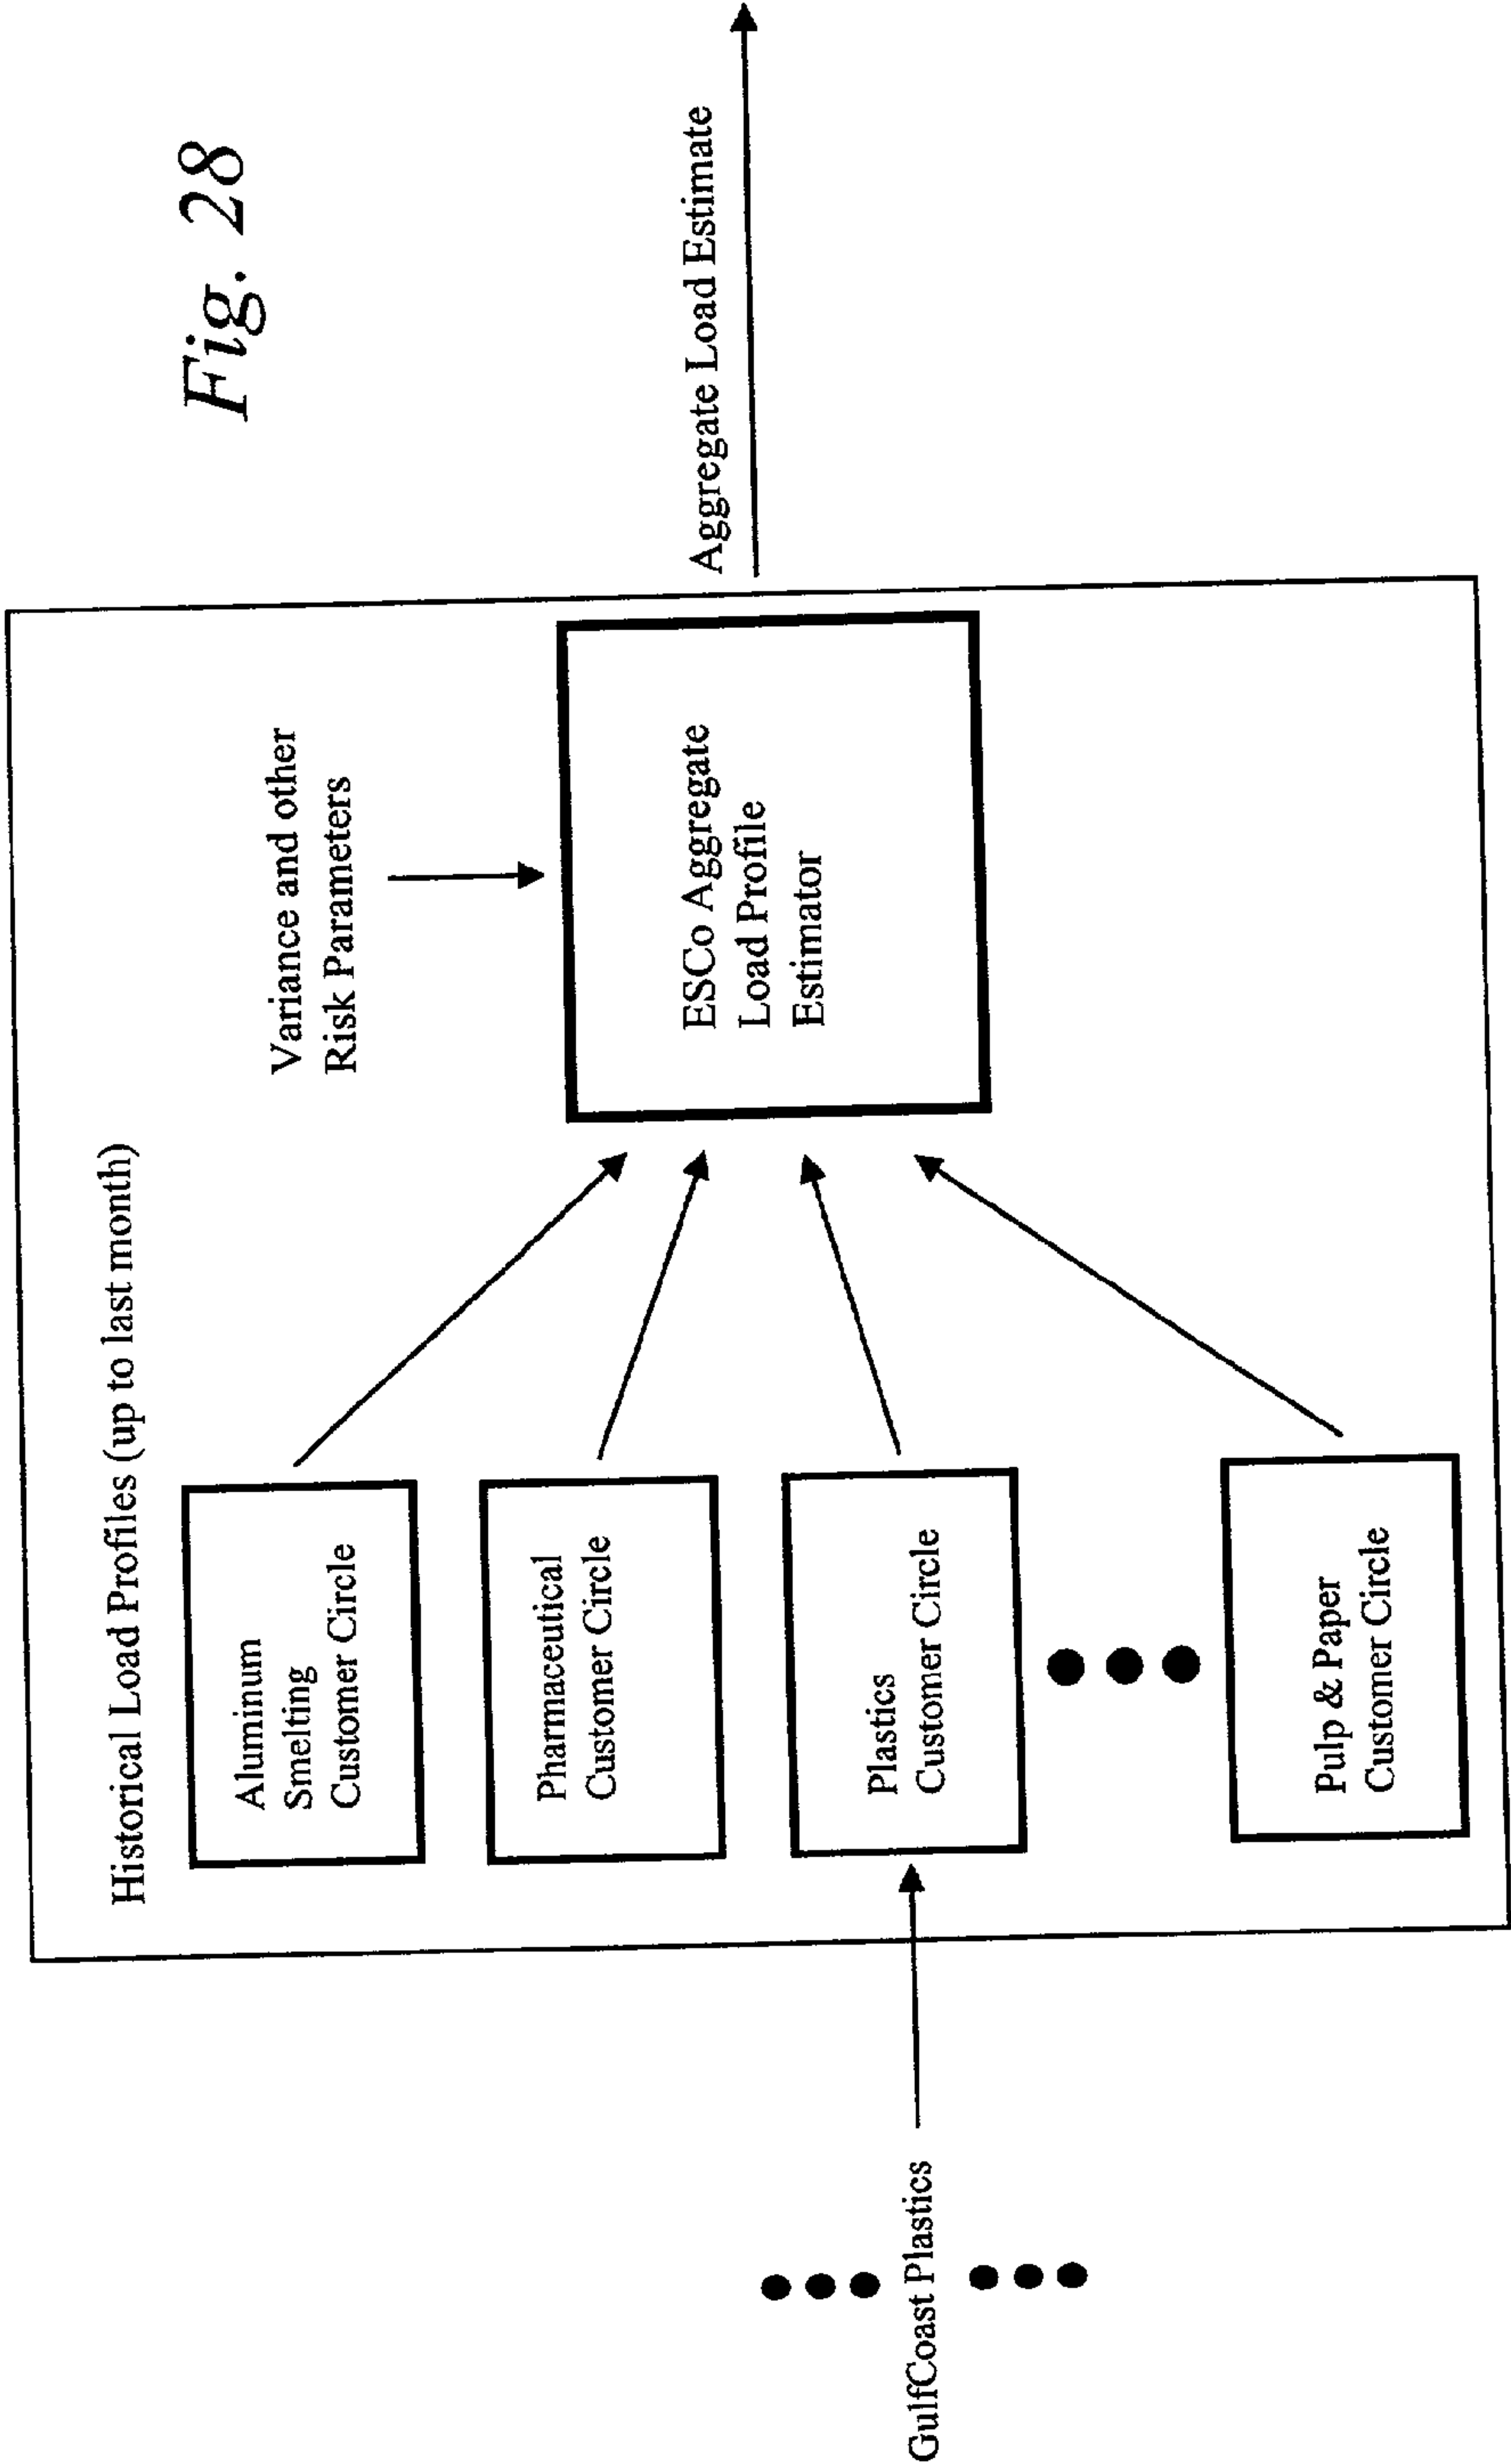 Fig. 28
Historical Load Profiles (up to last month)
Aluminum
Smelting
Customer Circle
Pharmaceutical
Customer Circle
Plastics
Customer Circle
Pulp & Paper
Customer Circle
GulfCoast Plastics
Variance and other
Risk Parameters
ESCo Aggregate
Load Profile
Estimator
Aggregate Load Estimate